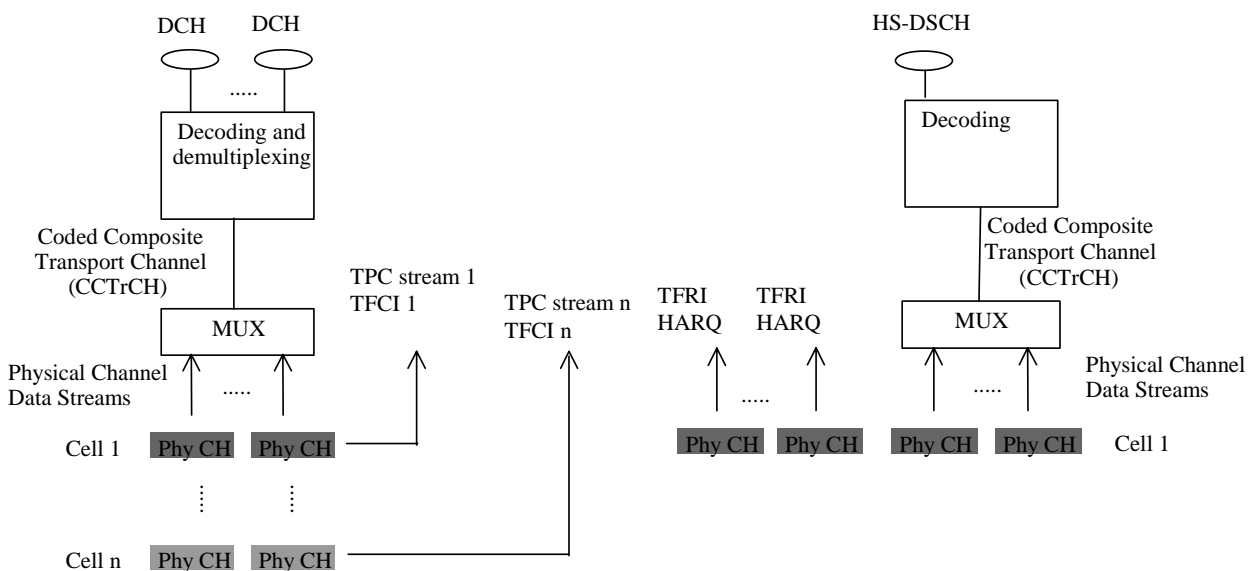 DCH DCH
.....
Decoding and
demultiplexing
Coded Composite
Transport Channel
(CCTrCH)
MUX
Physical Channel
Data Streams
.....
Cell 1 Phy CH Phy CH
..... .....
Cell n Phy CH Phy CH
TPC stream 1
TFCI 1
TPC stream n
TFCI n
HS-DSCH
Decoding
Coded Composite
Transport Channel
(CCTrCH)
TFRI TFRI
HARQ HARQ
MUX
Physical Channel
Data Streams
..... .....
Phy CH Phy CH Phy CH Phy CH Cell 1